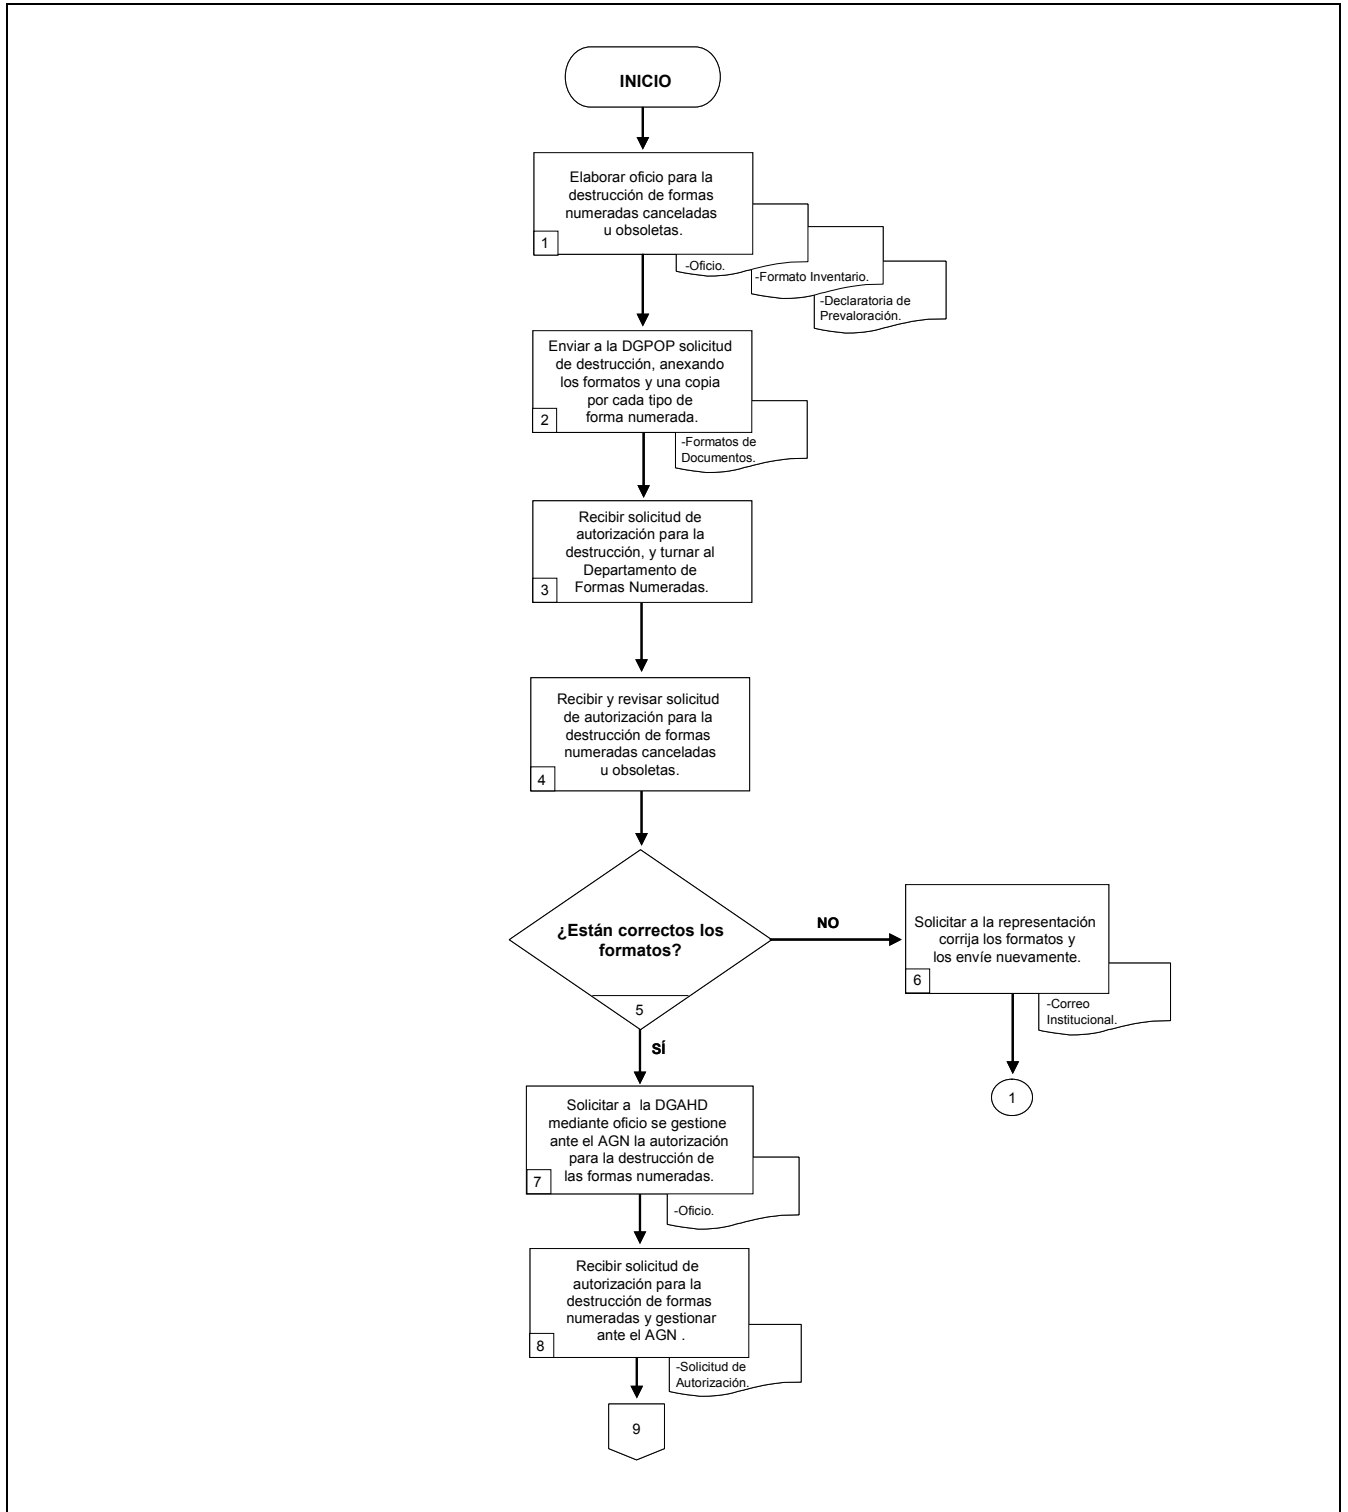 INICIO
Elaborar oficio para la
destrucción de formas
numeradas canceladas
u obsoletas.
1
-Oficio.
-Formato Inventario.
-Declaratoria de
Prevaloración.
Enviar a la DGPOP solicitud
de destrucción, anexando
los formatos y una copia
por cada tipo de
forma numerada.
2
-Formatos de
Documentos.
Recibir solicitud de
autorización para la
destrucción, y turnar al
Departamento de
Formas Numeradas.
3
Recibir y revisar solicitud
de autorización para la
destrucción de formas
numeradas canceladas
u obsoletas.
4
¿Están correctos los
formatos?
5
NO
Solicitar a la representación
corrija los formatos y
los envíe nuevamente.
6
-Correo
Institucional.
1
SÍ
Solicitar a la DGAHD
mediante oficio se gestione
ante el AGN la autorización
para la destrucción de
las formas numeradas.
7
-Oficio.
Recibir solicitud de
autorización para la
destrucción de formas
numeradas y gestionar
ante el AGN .
8
-Solicitud de
Autorización.
9